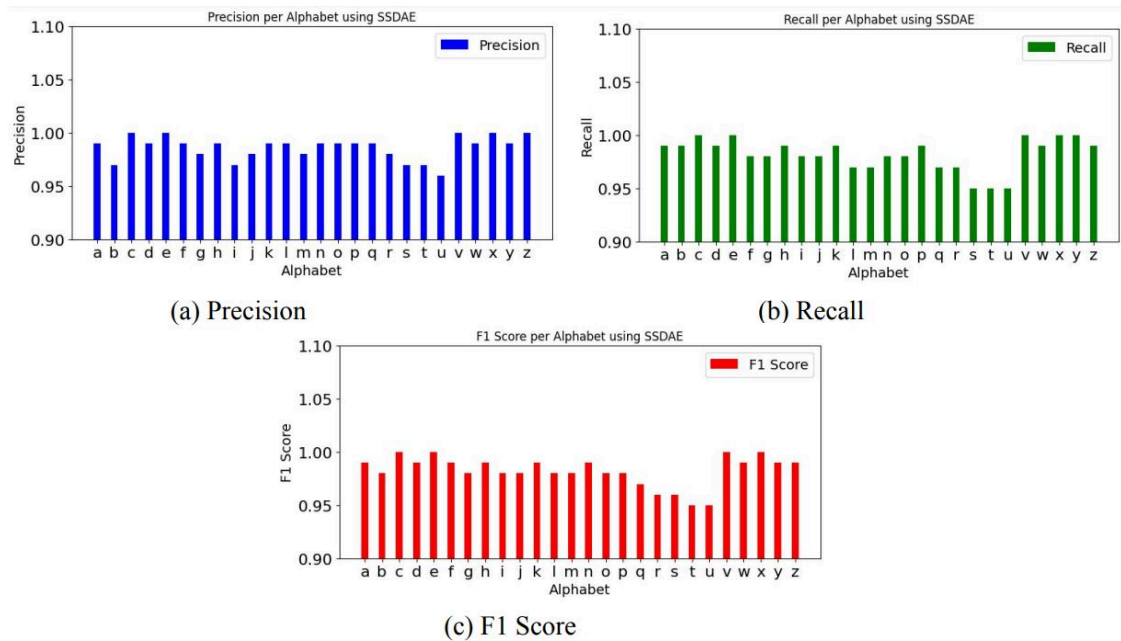 Precision per Alphabet using SSDAE
1.10
1.05
1.00
0.95
0.90
Precision
Precision
a b c d e f g h i j k l m n o p q r s t u v w x y z
Alphabet
(a) Precision
Recall per Alphabet using SSDAE
1.10
1.05
1.00
0.95
0.90
Recall
Recall
a b c d e f g h i j k l m n o p q r s t u v w x y z
Alphabet
(b) Recall
F1 Score per Alphabet using SSDAE
1.10
1.05
1.00
0.95
0.90
F1 Score
F1 Score
a b c d e f g h i j k l m n o p q r s t u v w x y z
Alphabet
(c) F1 Score